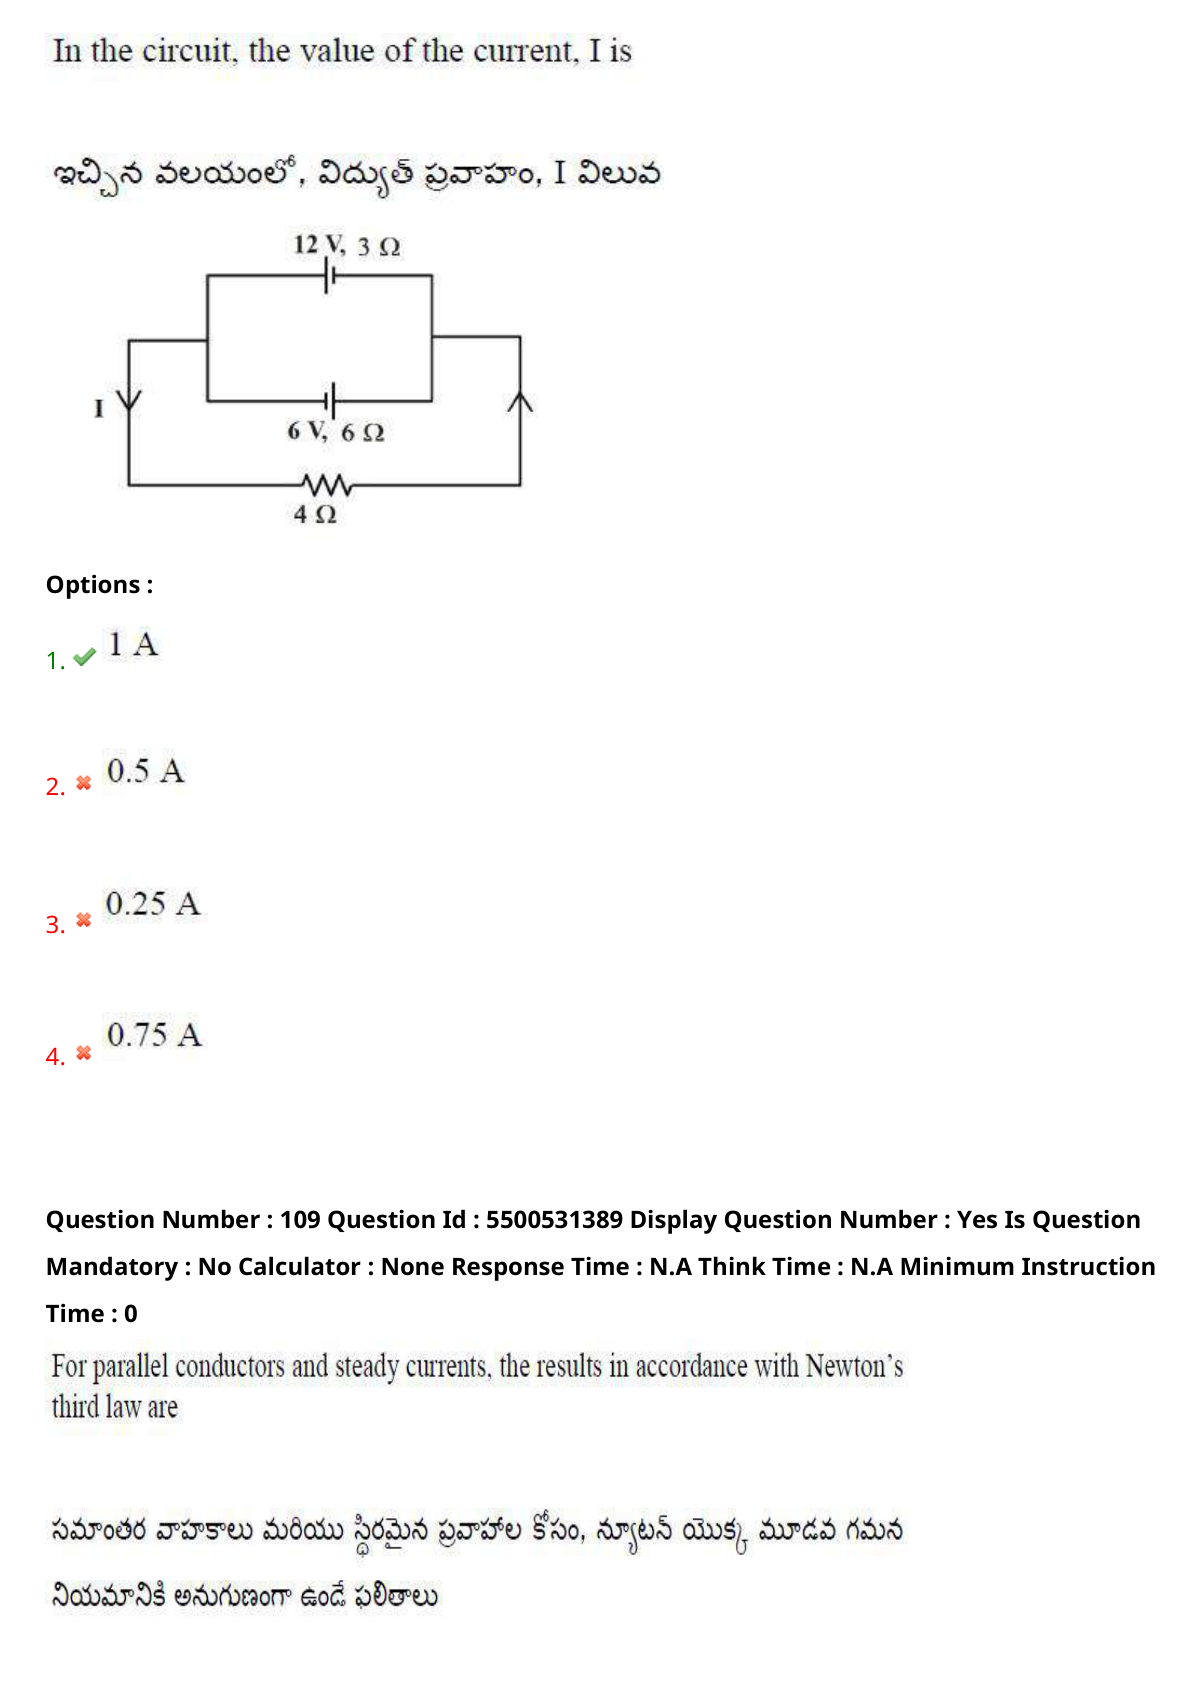 In the circuit, the value of the current, I is
ఇచ్చిన వలయంలో, విద్యుత్ ప్రవాహం, I విలువ
12 V, 3 Ω
I
6 V, 6 Ω
4 Ω
Options :
1. 1 A
2. 0.5 A
3. 0.25 A
4. 0.75 A
Question Number : 109 Question Id : 5500531389 Display Question Number : Yes Is Question
Mandatory : No Calculator : None Response Time : N.A Think Time : N.A Minimum Instruction
Time : 0
For parallel conductors and steady currents, the results in accordance with Newton’s
third law are
సమాంతర వాహకాలు మరియు స్థిరమైన ప్రవాహాల కోసం, న్యూటన్ యొక్క మూడవ గమన
నియమానికి అనుగుణంగా ఉండే ఫలితాలు